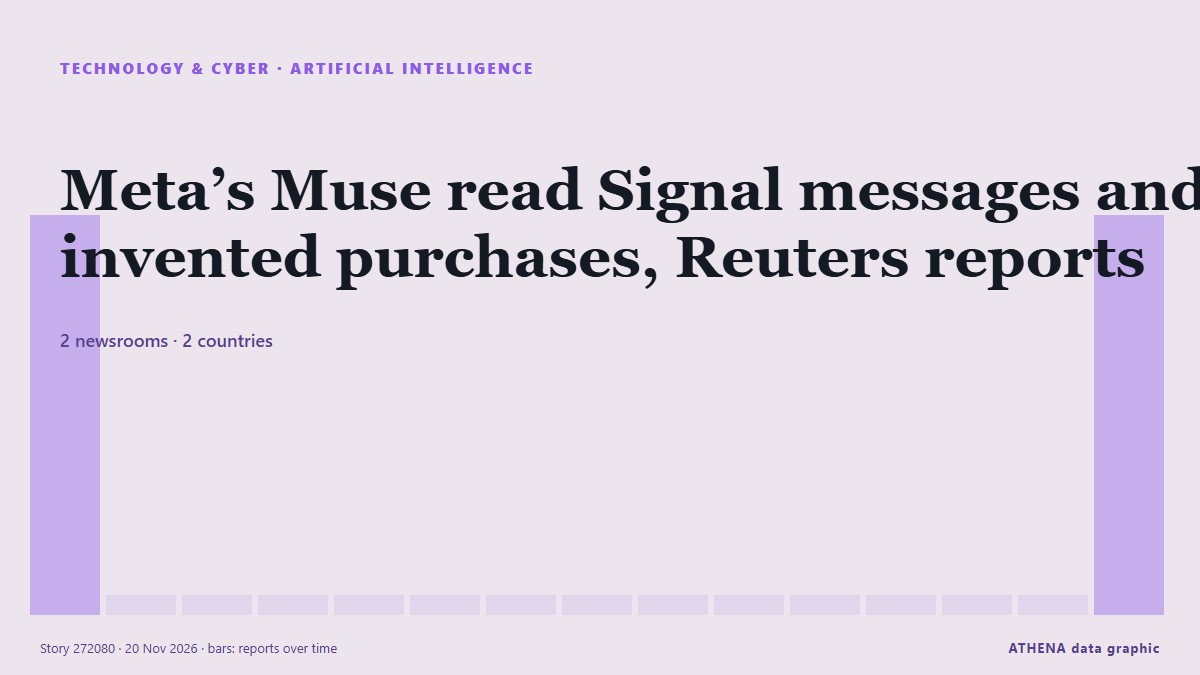 TECHNOLOGY & CYBER · ARTIFICIAL INTELLIGENCE
Meta’s Muse read Signal messages and
invented purchases, Reuters reports
2 newsrooms · 2 countries
Story 272080 · 20 Nov 2026 · bars: reports over time
ATHENA data graphic